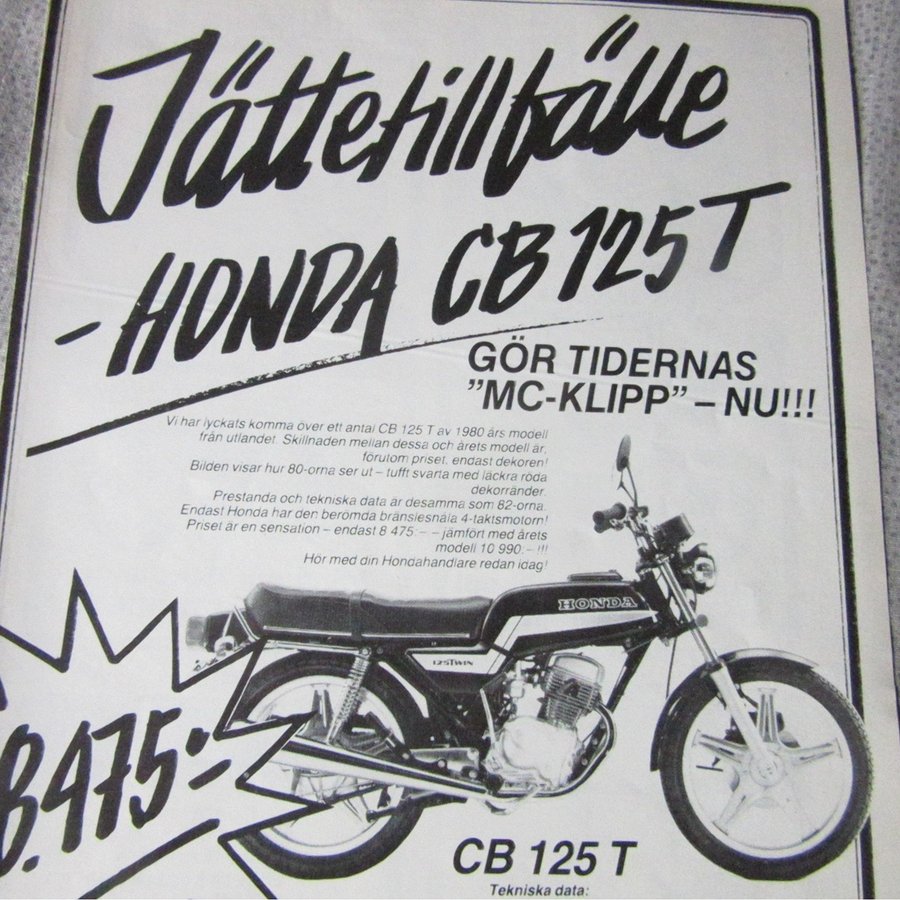 Jättetillfälle
- HONDA CB 125 T
GÖR TIDERNAS
"MC-KLIPP" – NU!!!
Vi har lyckats komma över ett antal CB 125 T av 1980 års modell
från utlandet. Skillnaden mellan dessa och årets modell är,
förutom priset, endast dekoren!
Bilden visar hur 80-orna ser ut – tufft svarta med läckra röda
dekorränder.
Prestanda och tekniska data är desamma som 82-orna.
Endast Honda har den berömda bränslesnåla 4-taktsmotorn!
Priset är en sensation – endast 8 475:– – jämfört med årets
modell 10 990:– !!!
Hör med din Hondahandlare redan idag!
HONDA
125TWIN
8.475:-
CB 125 T
Tekniska data: